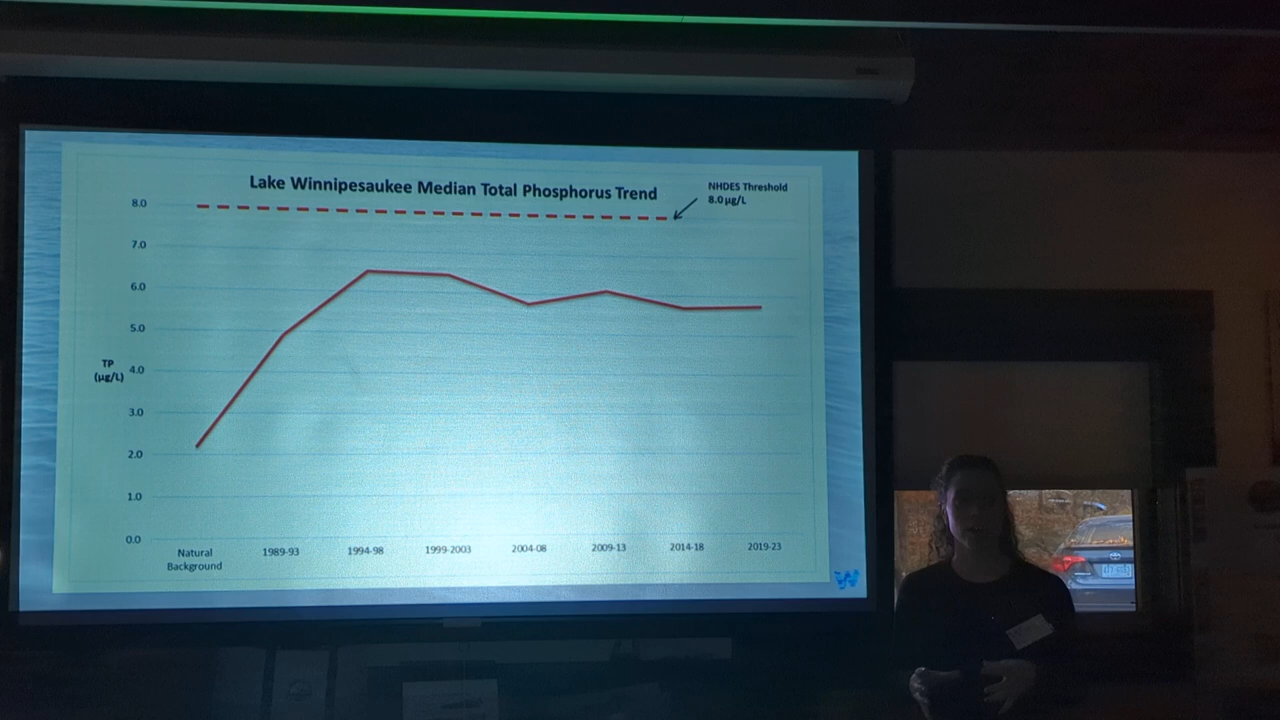 Lake Winnipesaukee Median Total Phosphorus Trend
NHDES Threshold
8.0 µg/L
8.0
7.0
6.0
5.0
TP
(µg/L)
4.0
3.0
2.0
1.0
0.0
Natural
Background
1989-93
1994-98
1999-2003
2004-08
2009-13
2014-18
2019-23
W